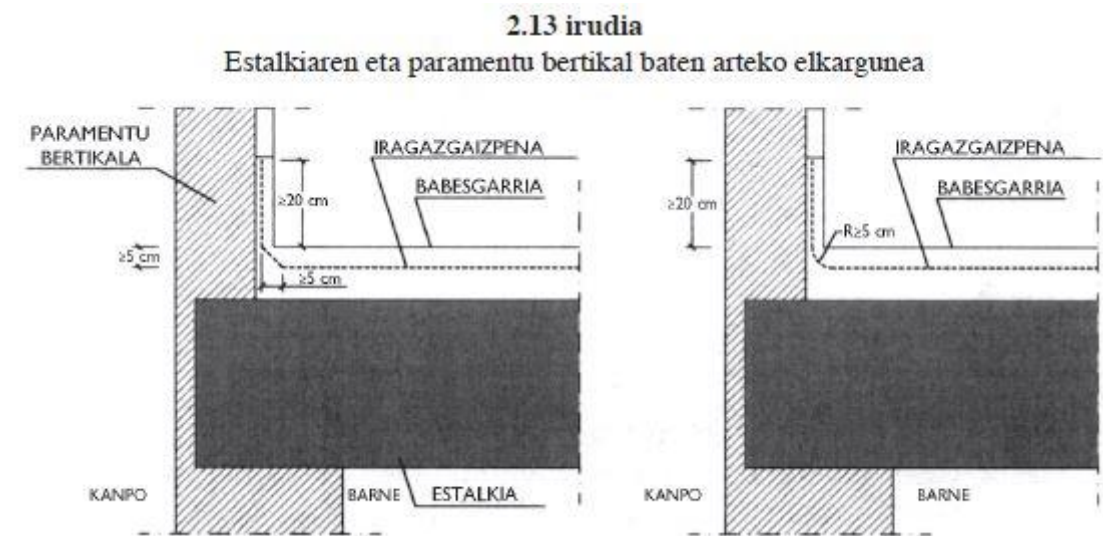 2.13 irudia
Estalkiaren eta paramentu bertikal baten arteko elkargunea
PARAMENTU
BERTIKALA
IRAGAZGAIZPENA
BABESGARRIA
≥20 cm
≥5 cm
≥5 cm
KANPO
BARNE
ESTALKIA
IRAGAZGAIZPENA
BABESGARRIA
≥20 cm
R≥5 cm
KANPO
BARNE